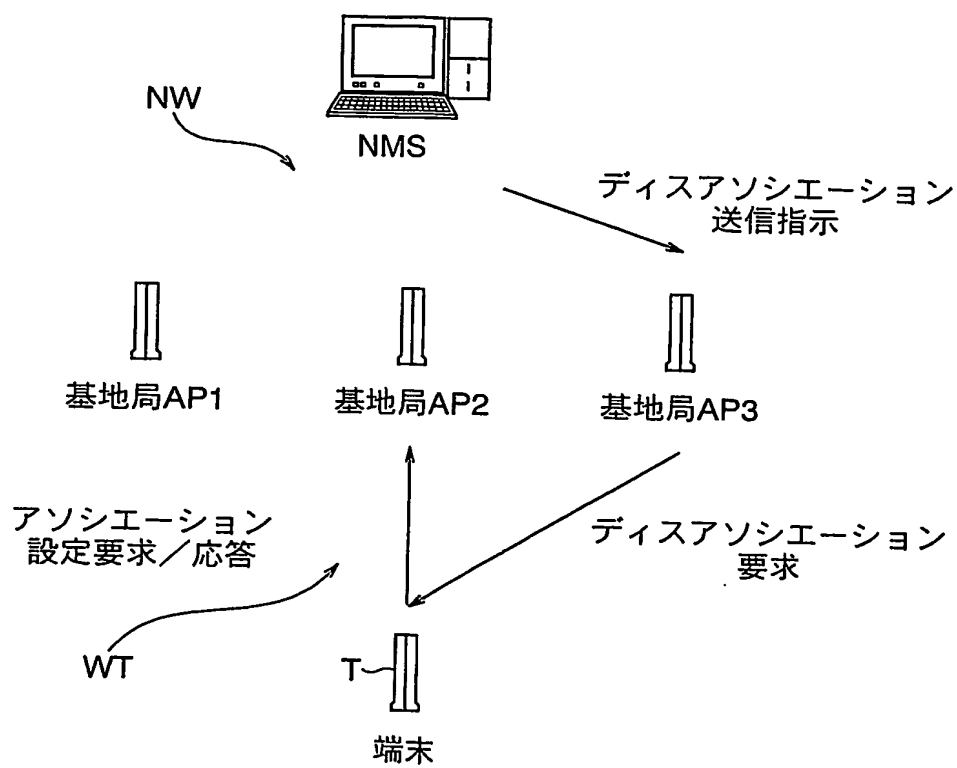 NW
NMS
ディスアソシエーション
送信指示
基地局AP1
基地局AP2
基地局AP3
アソシエーション
設定要求／応答
ディスアソシエーション
要求
WT
T
端末